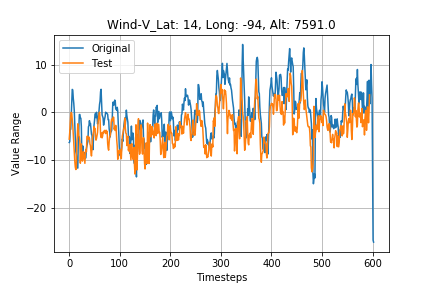 Wind-V_Lat: 14, Long: -94, Alt: 7591.0
Original
Test
Value Range
10
0
−10
−20
0 100 200 300 400 500 600
Timesteps